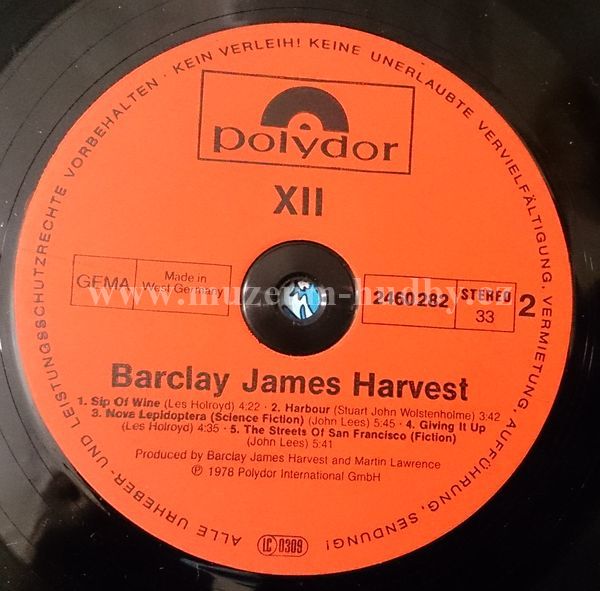 ALLE URHEBER- UND LEISTUNGSSCHUTZRECHTE VORBEHALTEN · KEIN VERLEIH! KEINE UNERLAUBTE VERVIELFÄLTIGUNG, VERMIETUNG, AUFFÜHRUNG, SENDUNG!
polydor
XII
GEMA
Made in
West Germany
2460282
STEREO
33
2
www.muzeum-hudby.cz
Barclay James Harvest
1. Sip Of Wine (Les Holroyd) 4:22 · 2. Harbour (Stuart John Wolstenholme) 3:42
3. Nova Lepidoptera (Science Fiction) (John Lees) 5:45 · 4. Giving It Up
(Les Holroyd) 4:35 · 5. The Streets Of San Francisco (Fiction)
(John Lees) 5:41
Produced by Barclay James Harvest and Martin Lawrence
℗ 1978 Polydor International GmbH
LC 0309